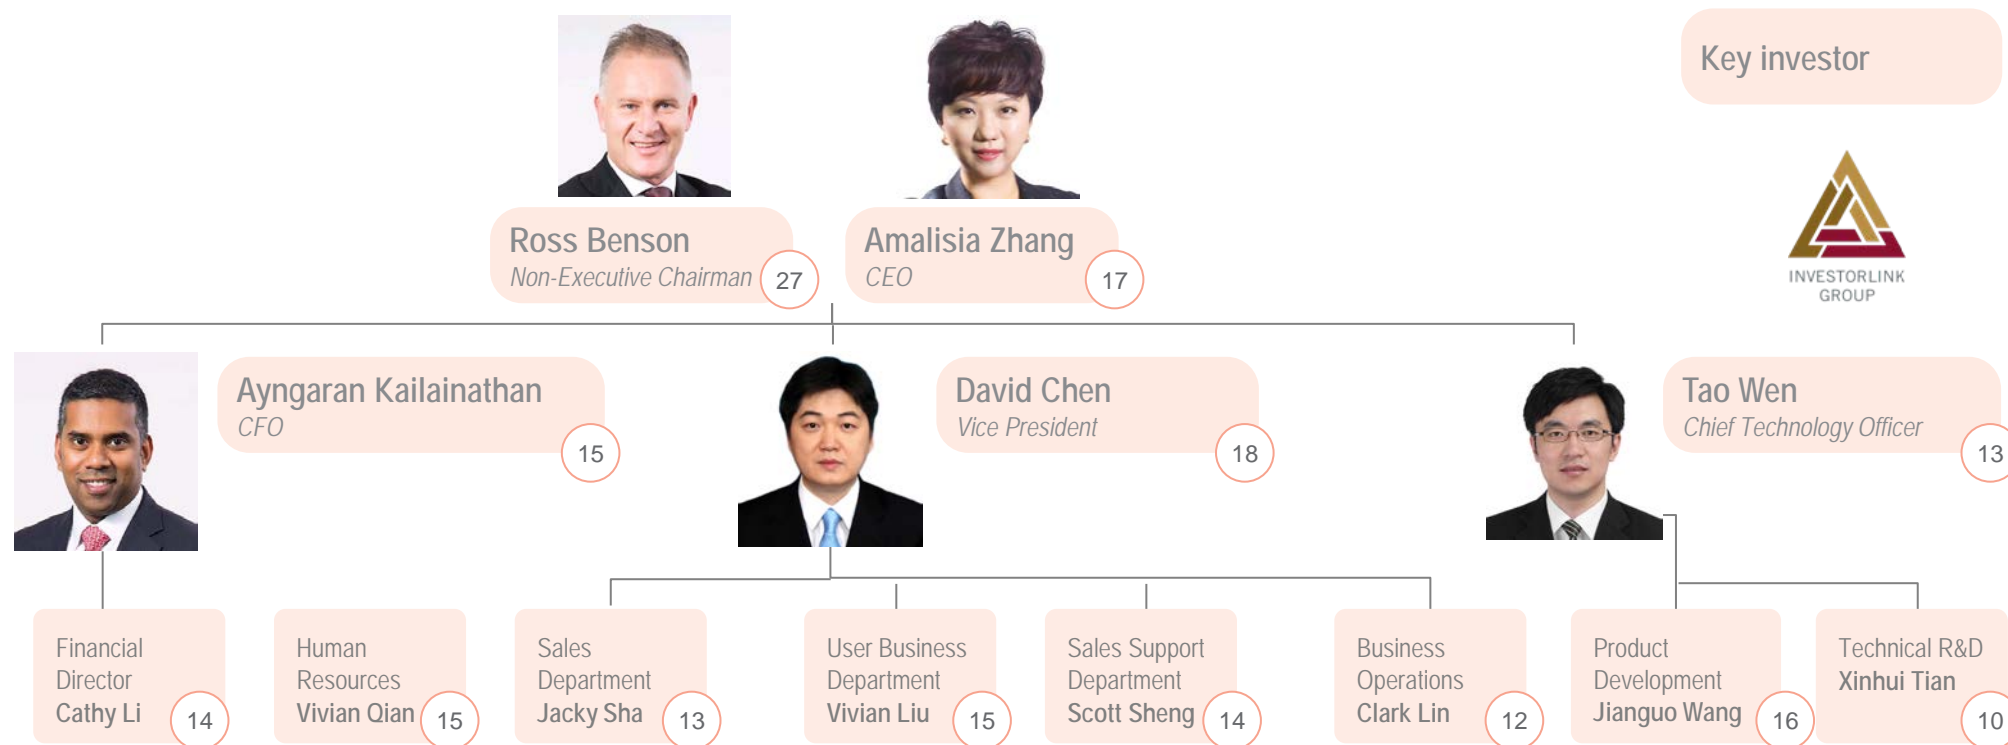 Key investor
INVESTORLINK
GROUP
Ross Benson
Non-Executive Chairman
27
Amalisia Zhang
CEO
17
Ayngaran Kailainathan
CFO
15
David Chen
Vice President
18
Tao Wen
Chief Technology Officer
13
Financial
Director
Cathy Li
14
Human
Resources
Vivian Qian
15
Sales
Department
Jacky Sha
13
User Business
Department
Vivian Liu
15
Sales Support
Department
Scott Sheng
14
Business
Operations
Clark Lin
12
Product
Development
Jianguo Wang
16
Technical R&D
Xinhui Tian
10